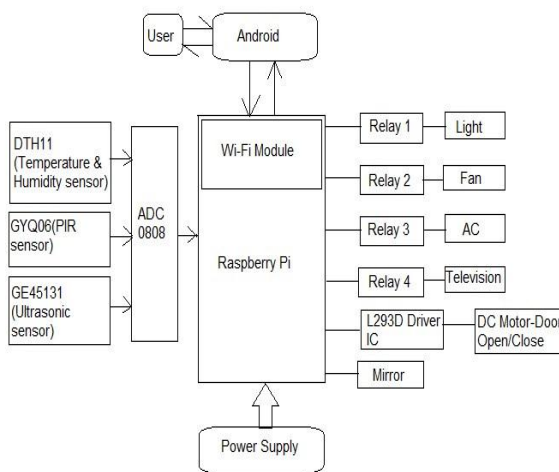 User
Android
DTH11
(Temperature &
Humidity sensor)
GYQ06(PIR
sensor)
GE45131
(Ultrasonic
sensor)
ADC
0808
Wi-Fi Module
Raspberry Pi
Relay 1
Light
Relay 2
Fan
Relay 3
AC
Relay 4
Television
L293D Driver
IC
DC Motor-Door
Open/Close
Mirror
Power Supply